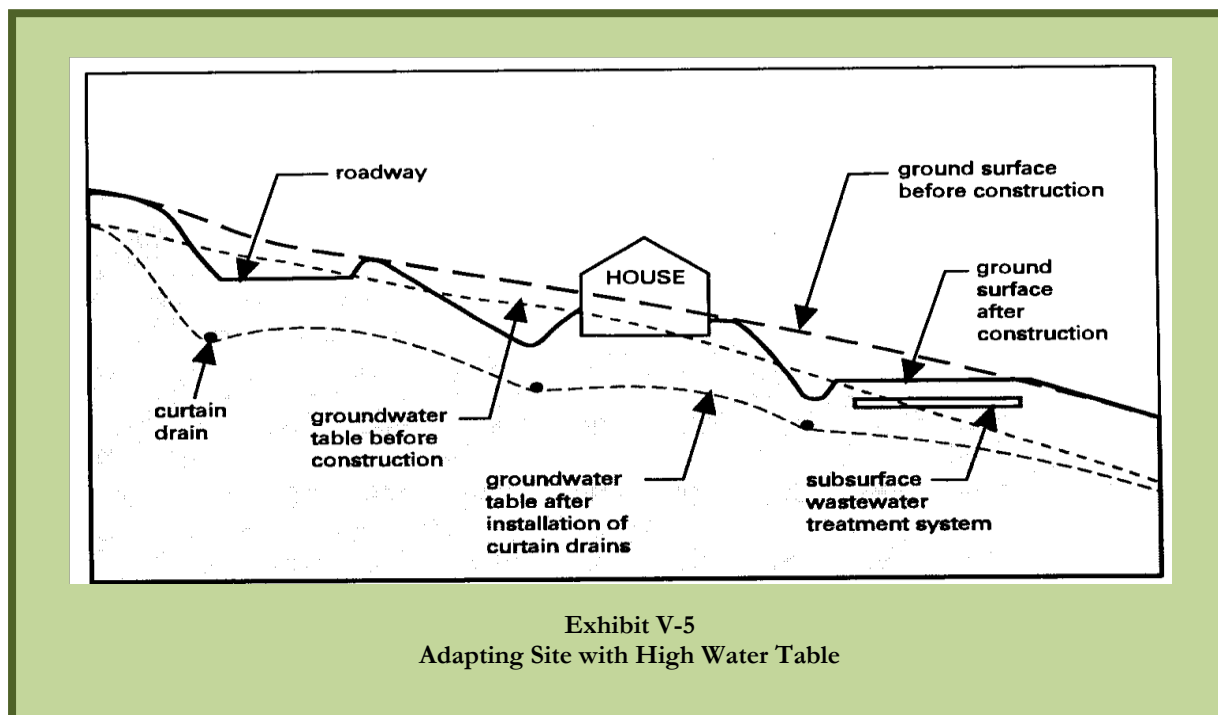 roadway
ground surface
before construction
HOUSE
ground
surface
after
construction
curtain
drain
groundwater
table before
construction
groundwater
table after
installation of
curtain drains
subsurface
wastewater
treatment system
Exhibit V-5
Adapting Site with High Water Table